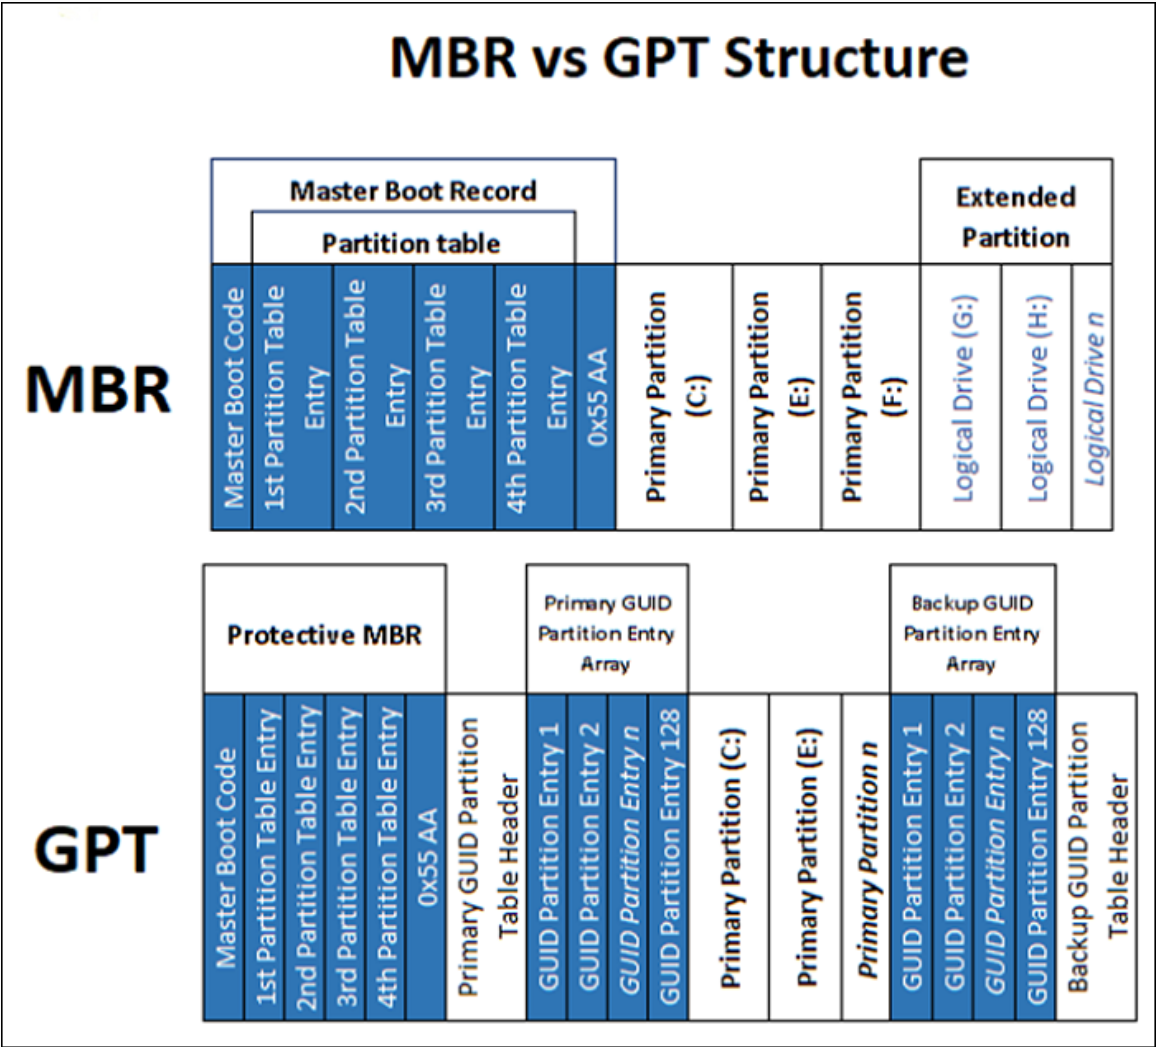 MBR vs GPT Structure
Master Boot Record
Partition table
Extended
Partition
MBR
Master Boot Code
1st Partition Table
Entry
2nd Partition Table
Entry
3rd Partition Table
Entry
4th Partition Table
Entry
0x55 AA
Primary Partition
(C:)
Primary Partition
(E:)
Primary Partition
(F:)
Logical Drive (G:)
Logical Drive (H:)
Logical Drive n
Protective MBR
Primary GUID
Partition Entry
Array
Backup GUID
Partition Entry
Array
GPT
Master Boot Code
1st Partition Table Entry
2nd Partition Table Entry
3rd Partition Table Entry
4th Partition Table Entry
0x55 AA
Primary GUID Partition
Table Header
GUID Partition Entry 1
GUID Partition Entry 2
GUID Partition Entry n
GUID Partition Entry 128
Primary Partition (C:)
Primary Partition (E:)
Primary Partition n
GUID Partition Entry 1
GUID Partition Entry 2
GUID Partition Entry n
GUID Partition Entry 128
Backup GUID Partition
Table Header